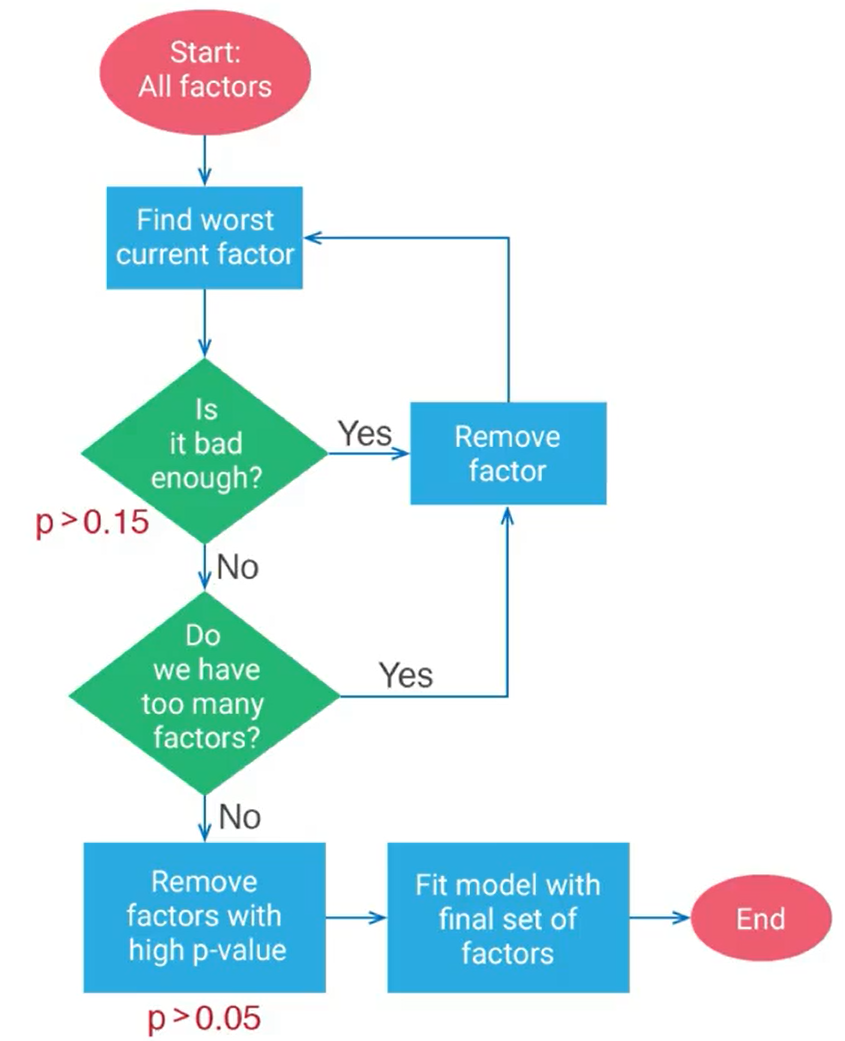 Start:
All factors
Find worst
current factor
Is
it bad
enough?
Yes
Remove
factor
p>0.15
No
Do
we have
too many
factors?
Yes
No
Remove
factors with
high p-value
Fit model with
final set of
factors
End
p>0.05